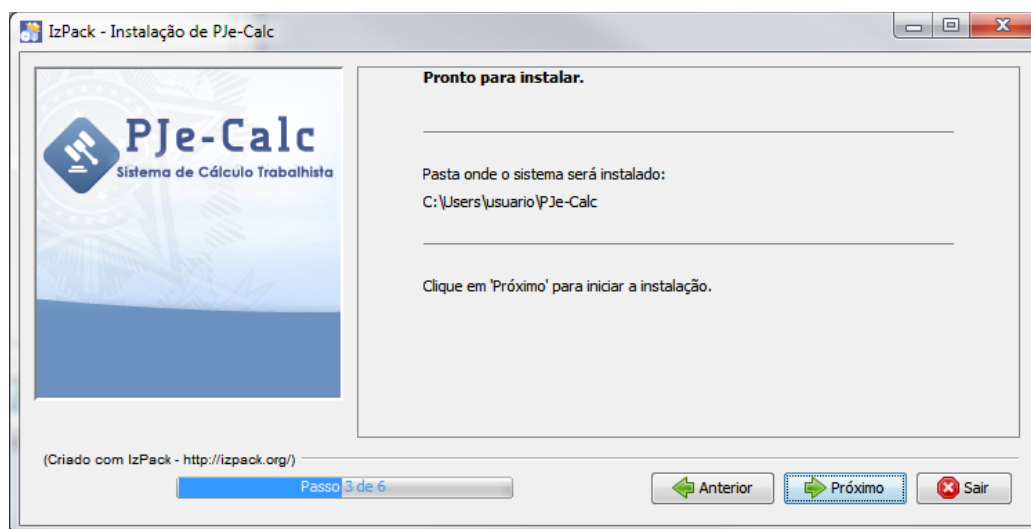 IzPack - Instalação de PJe-Calc
PJe-Calc
Sistema de Cálculo Trabalhista
Pronto para instalar.
Pasta onde o sistema será instalado:
C:\Users\usuario\PJe-Calc
Clique em 'Próximo' para iniciar a instalação.
(Criado com IzPack - http://izpack.org/)
Passo 3 de 6
Anterior
Próximo
Sair